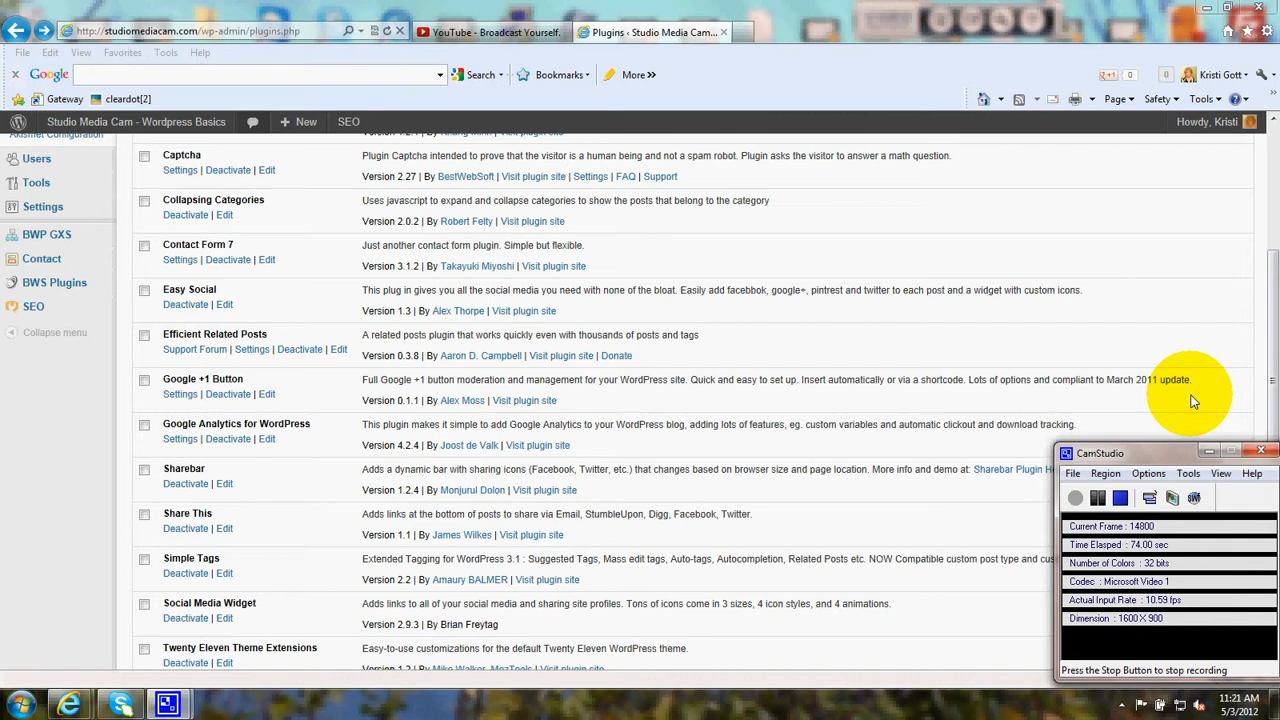 http://studiomediacam.com/wp-admin/plugins.php
YouTube - Broadcast Yourself.
Plugins ‹ Studio Media Cam...
File Edit View Favorites Tools Help
Google Search Bookmarks More »
+1 0 0 Kristi Gott
Gateway cleardot[2] Page Safety Tools
Studio Media Cam - Wordpress Basics + New SEO Howdy, Kristi
Akismet Configuration
Users
Tools
Settings
BWP GXS
Contact
BWS Plugins
SEO
Collapse menu
Captcha
Settings | Deactivate | Edit
Plugin Captcha intended to prove that the visitor is a human being and not a spam robot. Plugin asks the visitor to answer a math question.
Version 2.27 | By BestWebSoft | Visit plugin site | Settings | FAQ | Support
Collapsing Categories
Deactivate | Edit
Uses javascript to expand and collapse categories to show the posts that belong to the category
Version 2.0.2 | By Robert Felty | Visit plugin site
Contact Form 7
Settings | Deactivate | Edit
Just another contact form plugin. Simple but flexible.
Version 3.1.2 | By Takayuki Miyoshi | Visit plugin site
Easy Social
Deactivate | Edit
This plug in gives you all the social media you need with none of the bloat. Easily add facebbok, google+, pintrest and twitter to each post and a widget with custom icons.
Version 1.3 | By Alex Thorpe | Visit plugin site
Efficient Related Posts
Support Forum | Settings | Deactivate | Edit
A related posts plugin that works quickly even with thousands of posts and tags
Version 0.3.8 | By Aaron D. Campbell | Visit plugin site | Donate
Google +1 Button
Settings | Deactivate | Edit
Full Google +1 button moderation and management for your WordPress site. Quick and easy to set up. Insert automatically or via a shortcode. Lots of options and compliant to March 2011 update.
Version 0.1.1 | By Alex Moss | Visit plugin site
Google Analytics for WordPress
Settings | Deactivate | Edit
This plugin makes it simple to add Google Analytics to your WordPress blog, adding lots of features, eg. custom variables and automatic clickout and download tracking.
Version 4.2.4 | By Joost de Valk | Visit plugin site
Sharebar
Deactivate | Edit
Adds a dynamic bar with sharing icons (Facebook, Twitter, etc.) that changes based on browser size and page location. More info and demo at: Sharebar Plugin
Version 1.2.4 | By Monjurul Dolon | Visit plugin site
Share This
Deactivate | Edit
Adds links at the bottom of posts to share via Email, StumbleUpon, Digg, Facebook, Twitter.
Version 1.1 | By James Wilkes | Visit plugin site
Simple Tags
Deactivate | Edit
Extended Tagging for WordPress 3.1 : Suggested Tags, Mass edit tags, Auto-tags, Autocompletion, Related Posts etc. NOW Compatible custom post type
Version 2.2 | By Amaury BALMER | Visit plugin site
Social Media Widget
Deactivate | Edit
Adds links to all of your social media and sharing site profiles. Tons of icons come in 3 sizes, 4 icon styles, and 4 animations.
Version 2.9.3 | By Brian Freytag
Twenty Eleven Theme Extensions
Deactivate | Edit
Easy-to-use customizations for the default Twenty Eleven WordPress theme.
Version 1.2 | By Mike Walker, MozTools | Visit plugin site
CamStudio
File Region Options Tools View Help
Current Frame : 14800
Time Elasped : 74.00 sec
Number of Colors : 32 bits
Codec : Microsoft Video 1
Actual Input Rate : 10.59 fps
Dimension : 1600 X 900
Press the Stop Button to stop recording
11:21 AM
5/3/2012